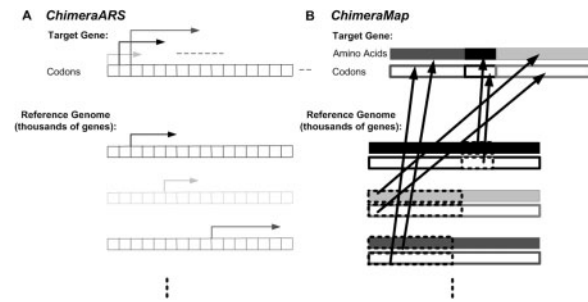 A ChimeraARS
Target Gene:
Codons
Reference Genome
(thousands of genes):
B ChimeraMap
Target Gene:
Amino Acids
Codons
Reference Genome
(thousands of genes):